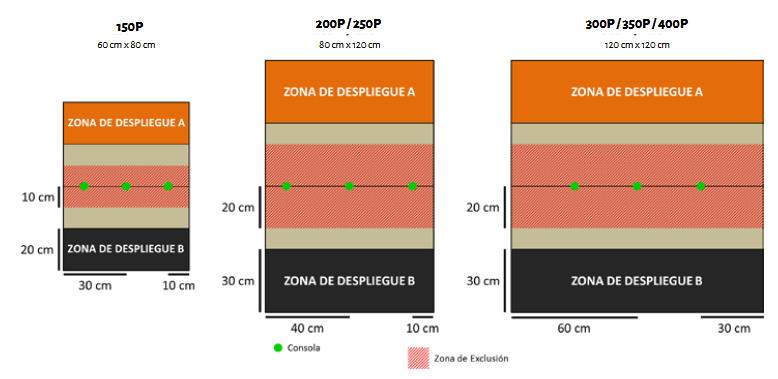 150P
60 cm x 80 cm
200P / 250P
80 cm x 120 cm
300P / 350P / 400P
120 cm x 120 cm
ZONA DE DESPLIEGUE A
10 cm
20 cm
ZONA DE DESPLIEGUE B
30 cm
10 cm
ZONA DE DESPLIEGUE A
20 cm
30 cm
ZONA DE DESPLIEGUE B
40 cm
10 cm
ZONA DE DESPLIEGUE A
20 cm
30 cm
ZONA DE DESPLIEGUE B
60 cm
30 cm
Consola
Zona de Exclusión